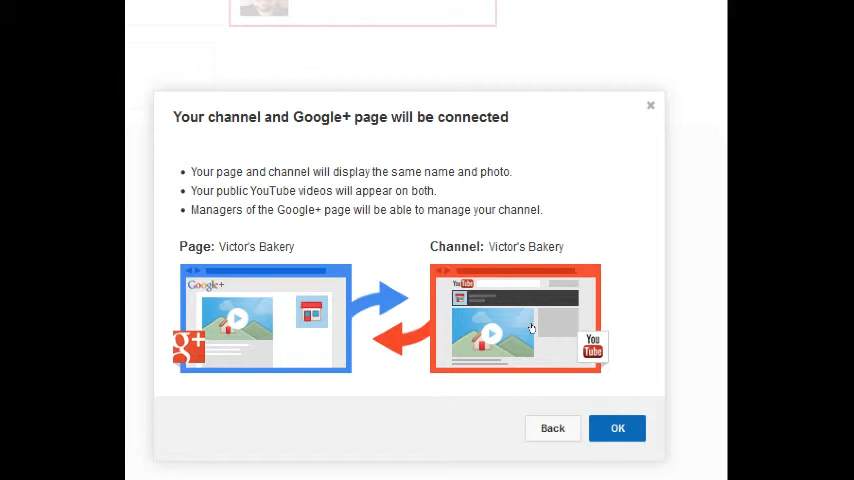 Your channel and Google+ page will be connected
Your page and channel will display the same name and photo.
Your public YouTube videos will appear on both.
Managers of the Google+ page will be able to manage your channel.
Page: Victor's Bakery
Channel: Victor's Bakery
Google+
YouTube
g+
You
Tube
Back
OK